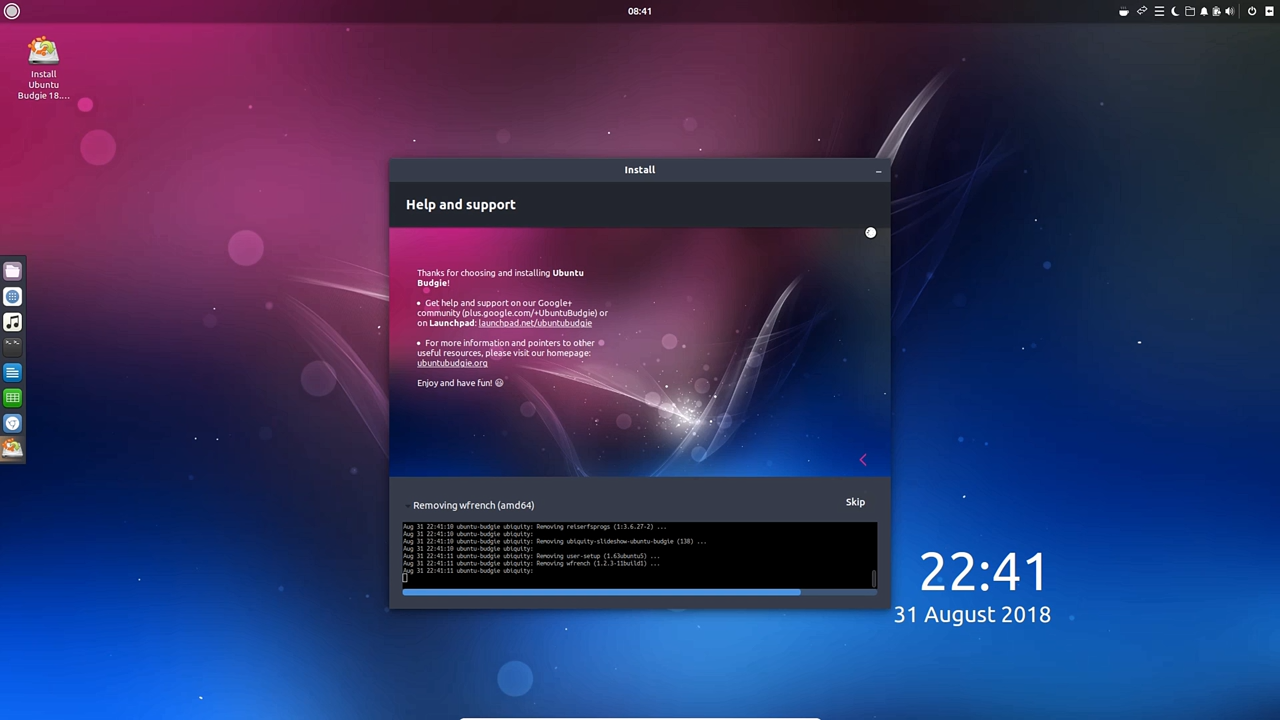 08:41
Install
Ubuntu
Budgie 18....
Install
Help and support
Thanks for choosing and installing Ubuntu
Budgie!
• Get help and support on our Google+
community (plus.google.com/+UbuntuBudgie) or
on Launchpad: launchpad.net/ubuntubudgie
• For more information and pointers to other
useful resources, please visit our homepage:
ubuntubudgie.org
Enjoy and have fun! 😃
Removing wfrench (amd64)
Skip
Aug 31 22:41:10 ubuntu-budgie ubiquity: Removing reiserfsprogs (1:3.6.27-2) ...
Aug 31 22:41:10 ubuntu-budgie ubiquity:
Aug 31 22:41:10 ubuntu-budgie ubiquity: Removing ubiquity-slideshow-ubuntu-budgie (138) ...
Aug 31 22:41:10 ubuntu-budgie ubiquity:
Aug 31 22:41:11 ubuntu-budgie ubiquity: Removing user-setup (1.63ubuntu5) ...
Aug 31 22:41:11 ubuntu-budgie ubiquity: Removing wfrench (1.2.3-11build1) ...
Aug 31 22:41:11 ubuntu-budgie ubiquity:
22:41
31 August 2018